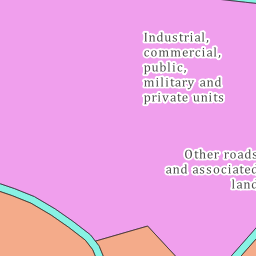 Industrial,
commercial,
public,
military and
private units
Other roads
and associated
land